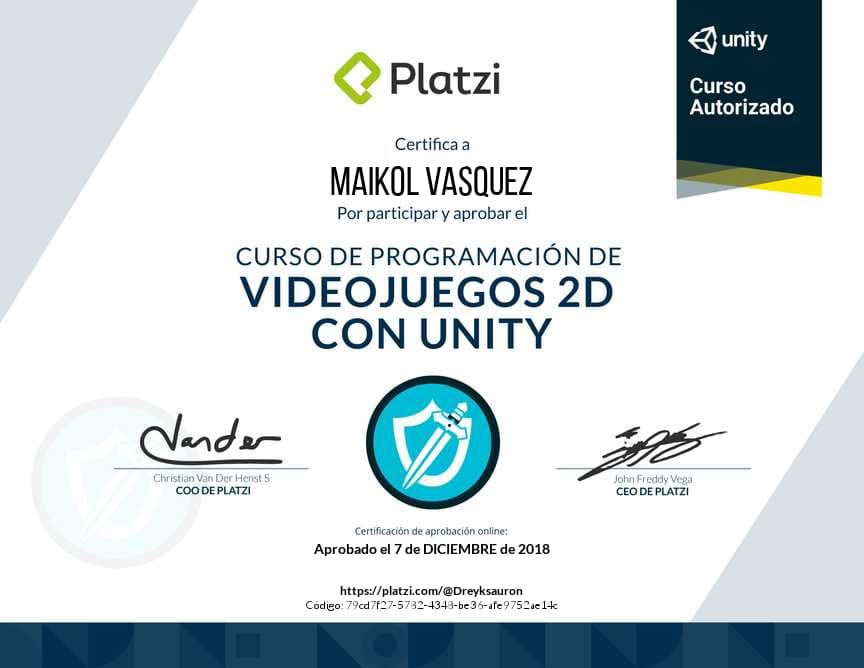 Platzi
unity
Curso
Autorizado
Certifica a
MAIKOL VASQUEZ
Por participar y aprobar el
CURSO DE PROGRAMACIÓN DE
VIDEOJUEGOS 2D
CON UNITY
Vander
Christian Van Der Henst S
COO DE PLATZI
John Freddy Vega
CEO DE PLATZI
Certificación de aprobación online:
Aprobado el 7 de DICIEMBRE de 2018
https://platzi.com/@Dreyksauron
Código: 79cd7f27-5782-4348-be36-afe9752ae14c